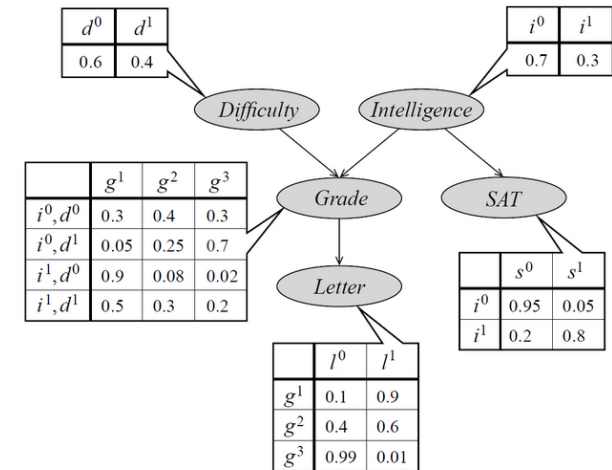 d⁰ d¹
0.6 0.4
i⁰ i¹
0.7 0.3
Difficulty
Intelligence
g¹ g² g³
i⁰,d⁰ 0.3 0.4 0.3
i⁰,d¹ 0.05 0.25 0.7
i¹,d⁰ 0.9 0.08 0.02
i¹,d¹ 0.5 0.3 0.2
Grade
SAT
s⁰ s¹
i⁰ 0.95 0.05
i¹ 0.2 0.8
Letter
l⁰ l¹
g¹ 0.1 0.9
g² 0.4 0.6
g³ 0.99 0.01